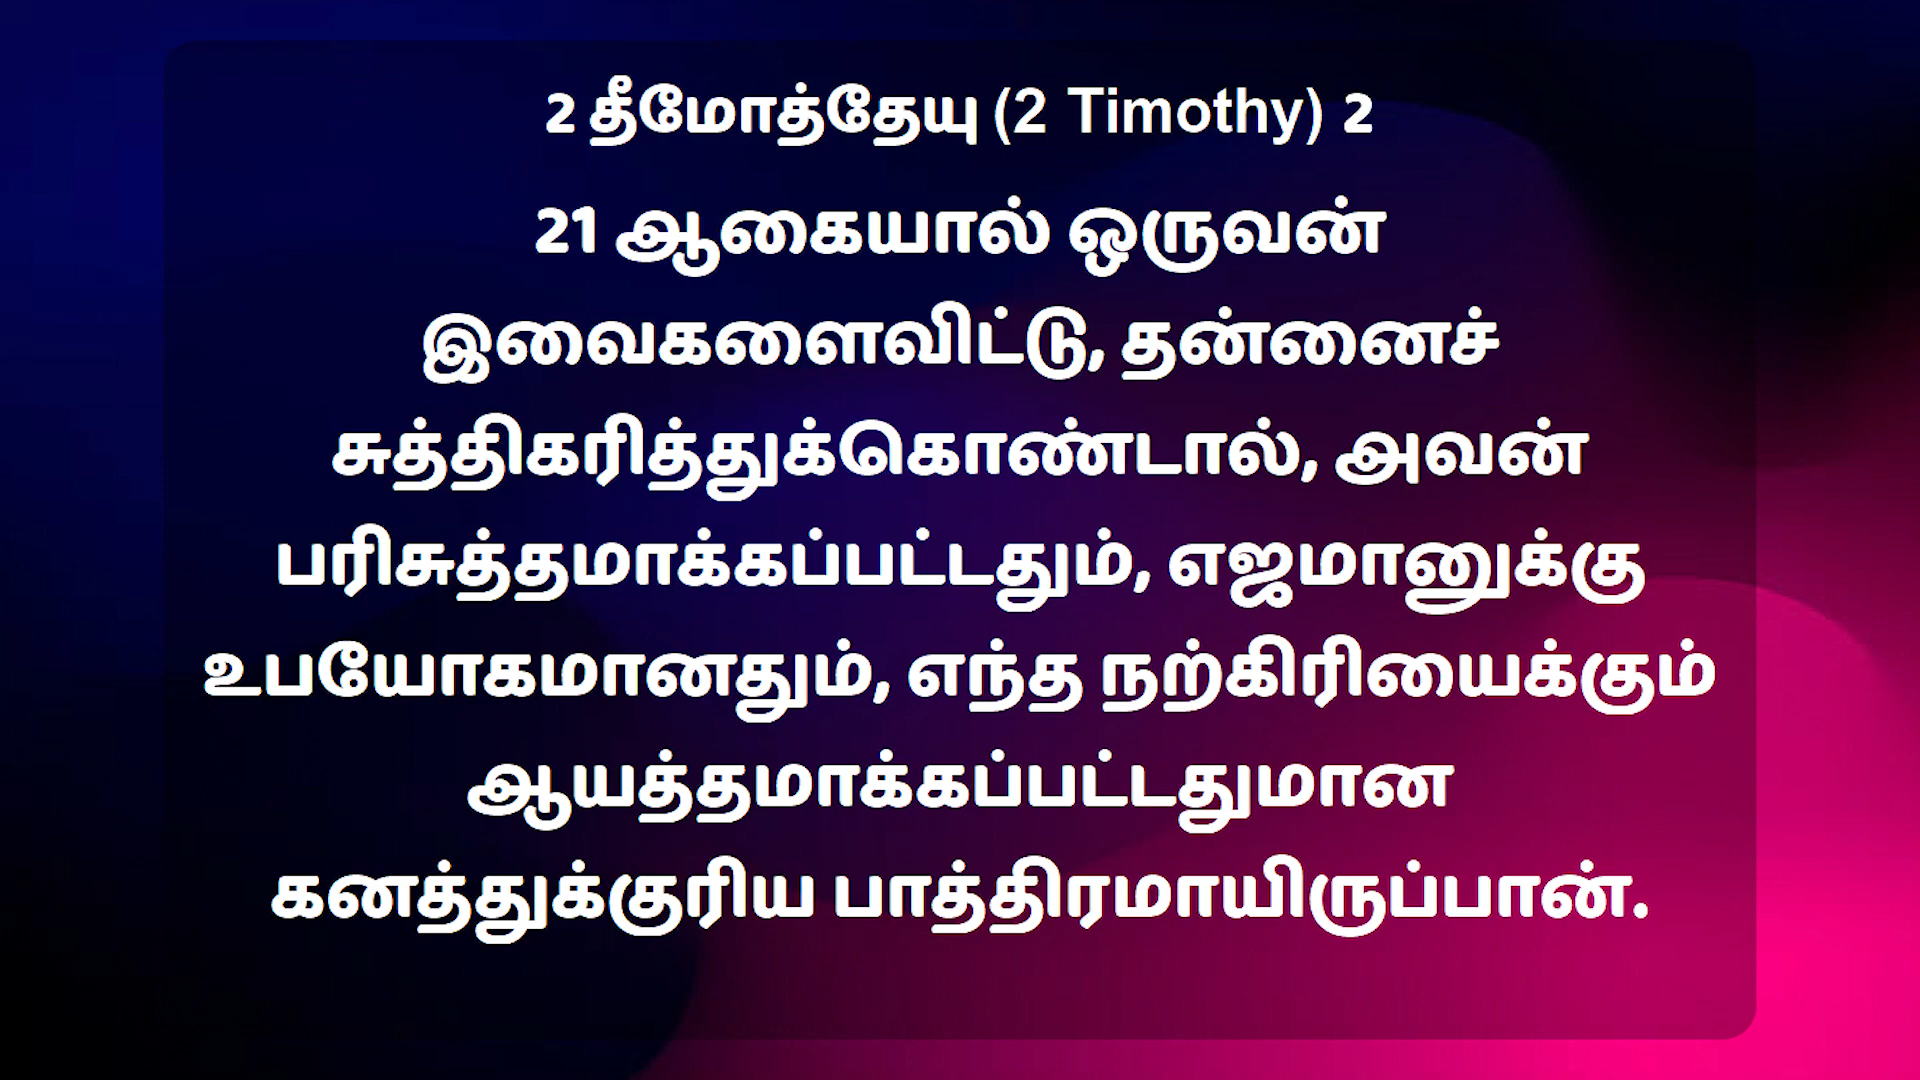 2 தீமோத்தேயு (2 Timothy) 2
21 ஆகையால் ஒருவன்
இவைகளைவிட்டு, தன்னைச்
சுத்திகரித்துக்கொண்டால், அவன்
பரிசுத்தமாக்கப்பட்டதும், எஜமானுக்கு
உபயோகமானதும், எந்த நற்கிரியைக்கும்
ஆயத்தமாக்கப்பட்டதுமான
கனத்துக்குரிய பாத்திரமாயிருப்பான்.